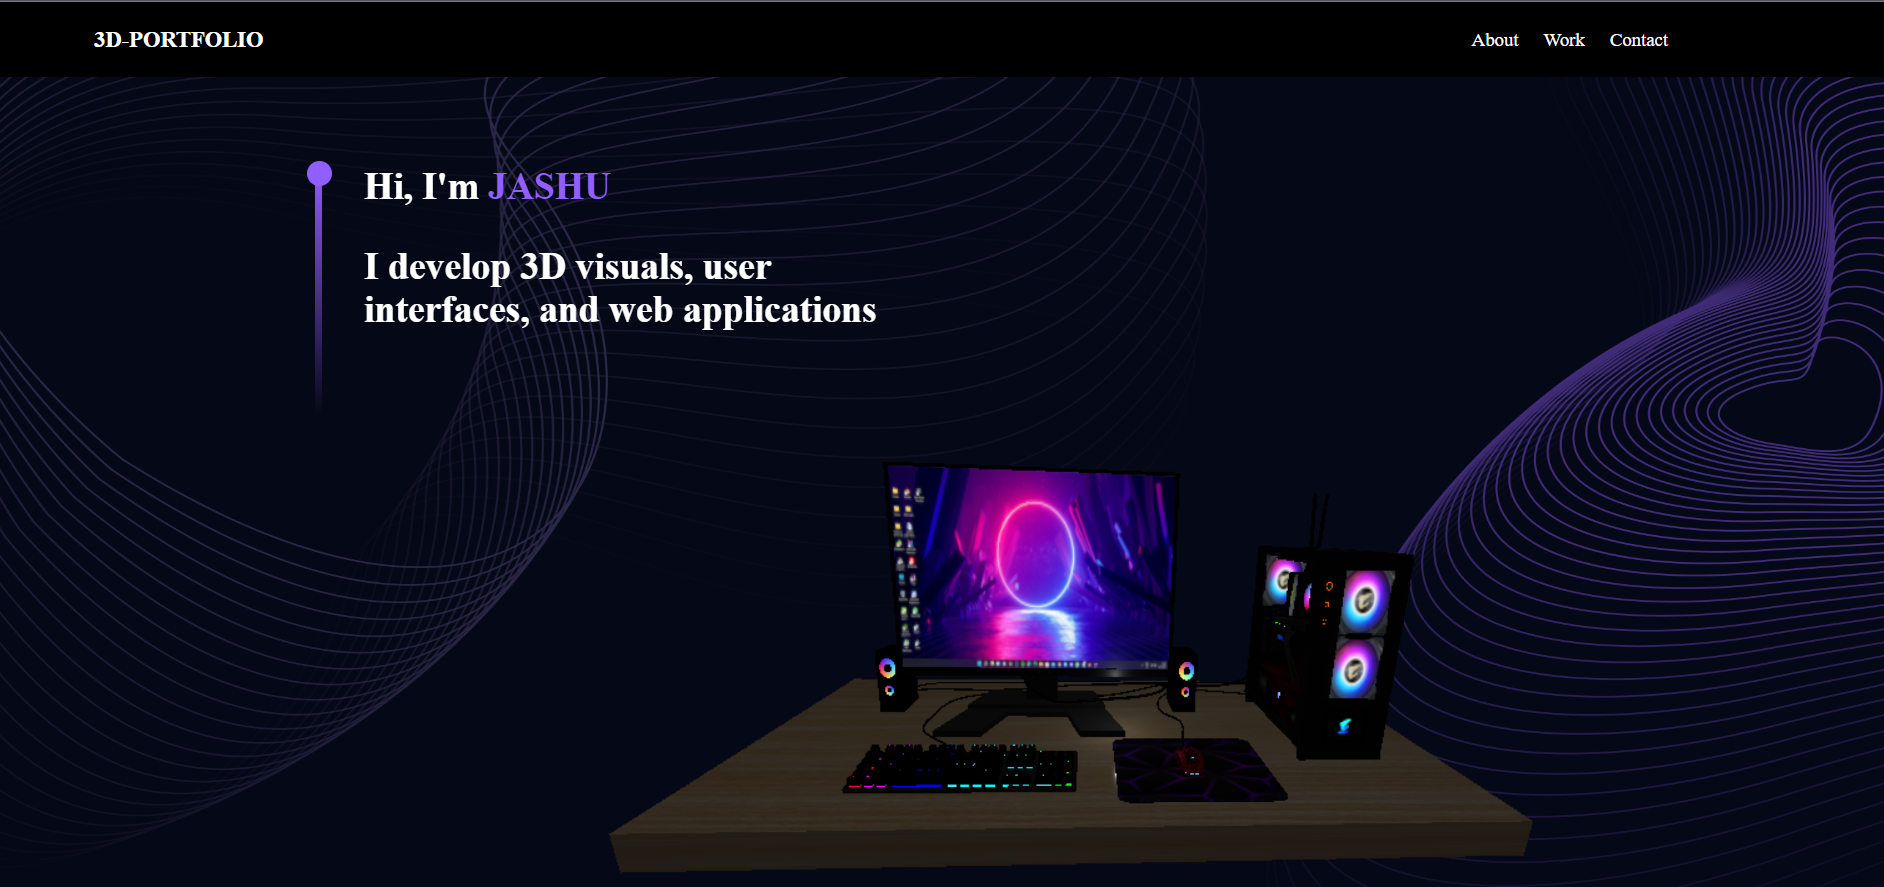 3D-PORTFOLIO
About Work Contact
Hi, I'm JASHU
I develop 3D visuals, user
interfaces, and web applications